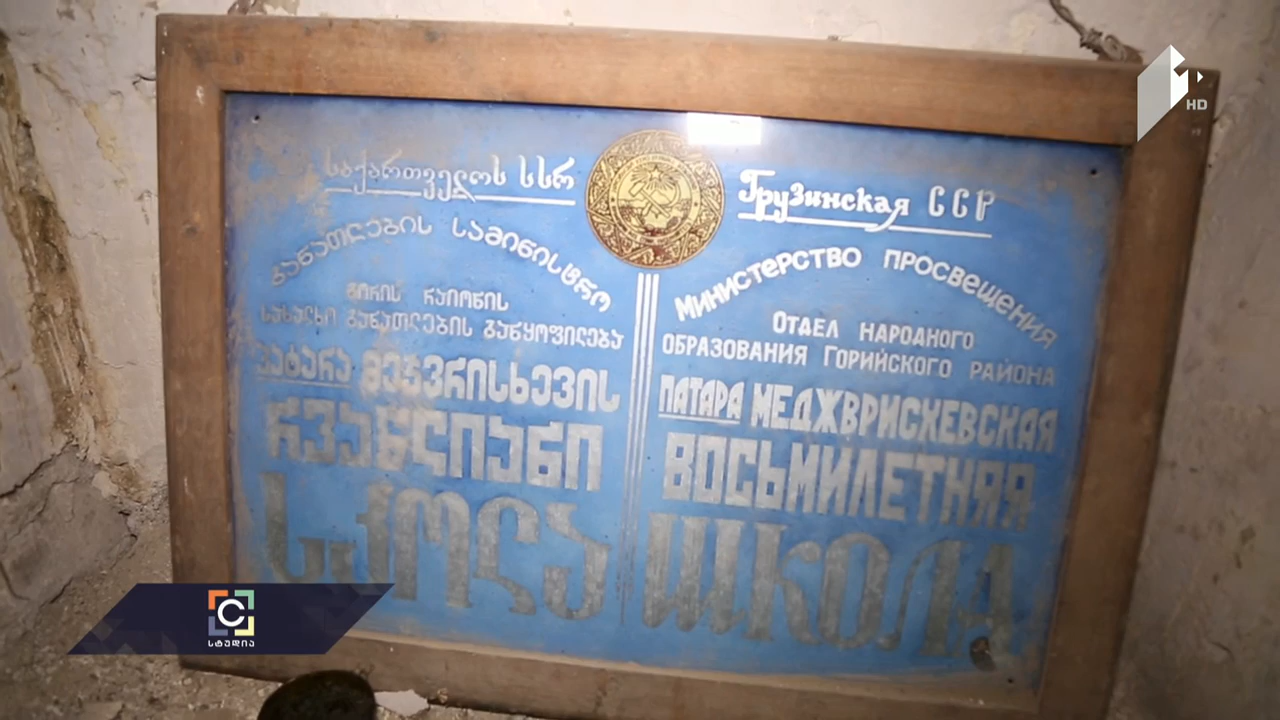 საქართველოს სსრ
განათლების სამინისტრო
გორის რაიონის
სახალხო განათლების განყოფილება
პატარა მეჯვრისხევის
რვაწლიანი
სკოლა
Грузинская ССР
Министерство просвещения
Отдел народного
образования Горийского района
Патара Меджврисхевская
восьмилетняя
школа
HD
სტუდია